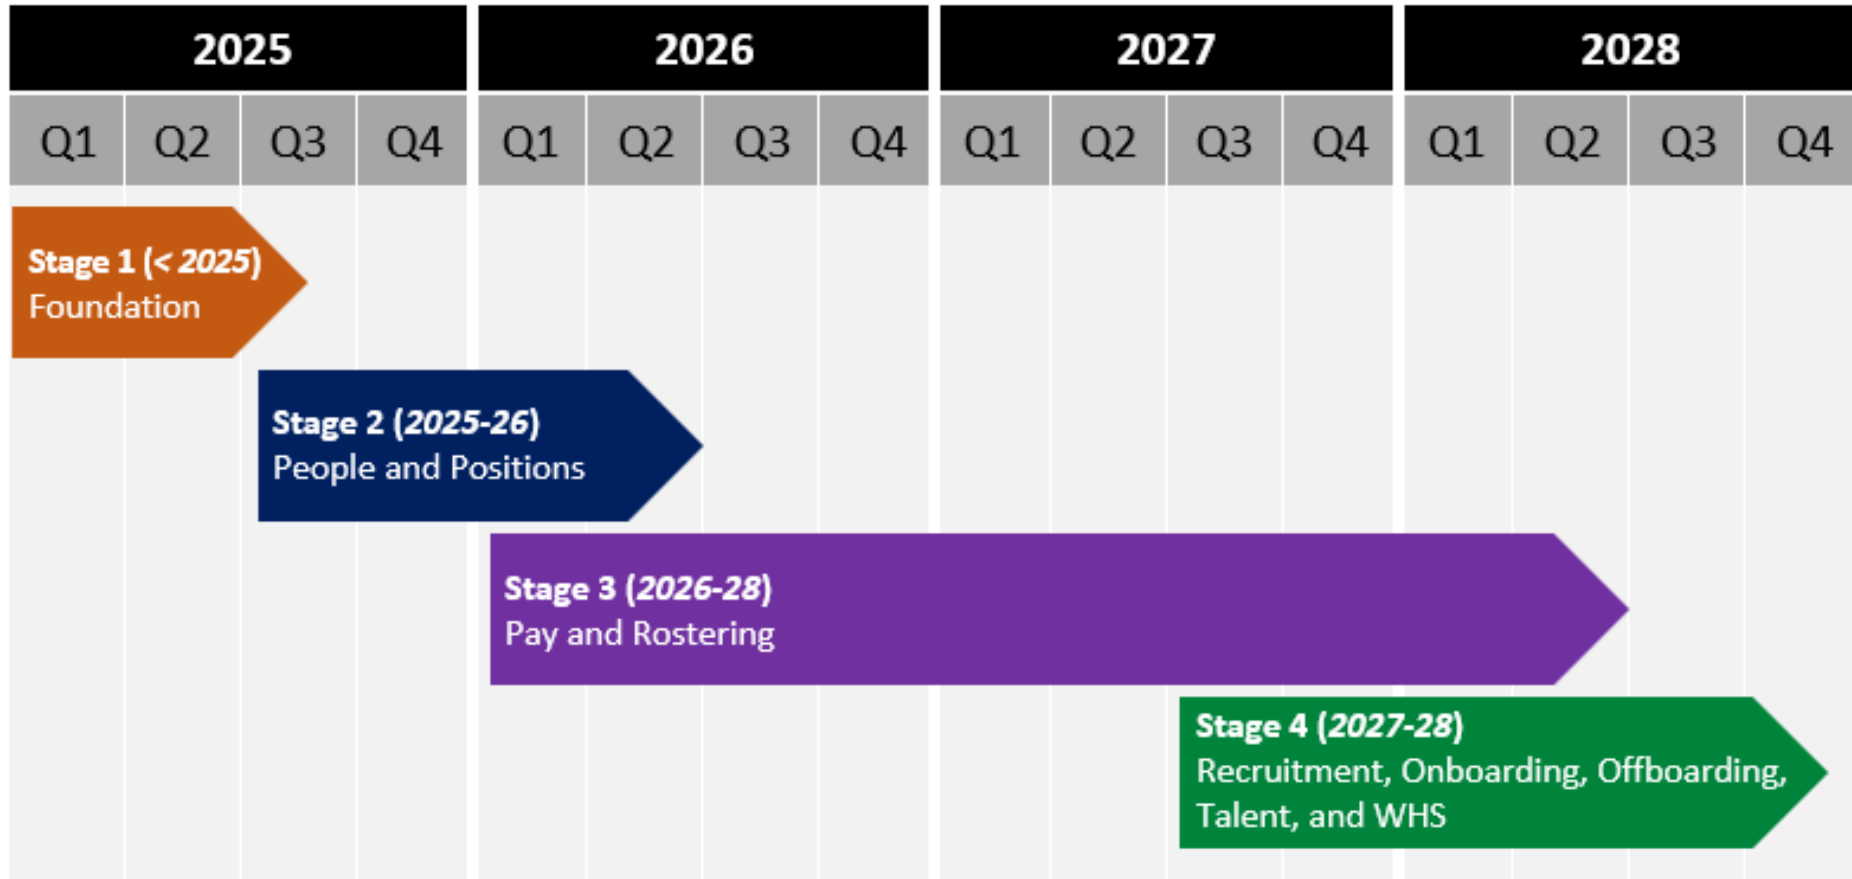 2025 2026 2027 2028
Q1 Q2 Q3 Q4 Q1 Q2 Q3 Q4 Q1 Q2 Q3 Q4 Q1 Q2 Q3 Q4
Stage 1 (< 2025)
Foundation
Stage 2 (2025-26)
People and Positions
Stage 3 (2026-28)
Pay and Rostering
Stage 4 (2027-28)
Recruitment, Onboarding, Offboarding,
Talent, and WHS